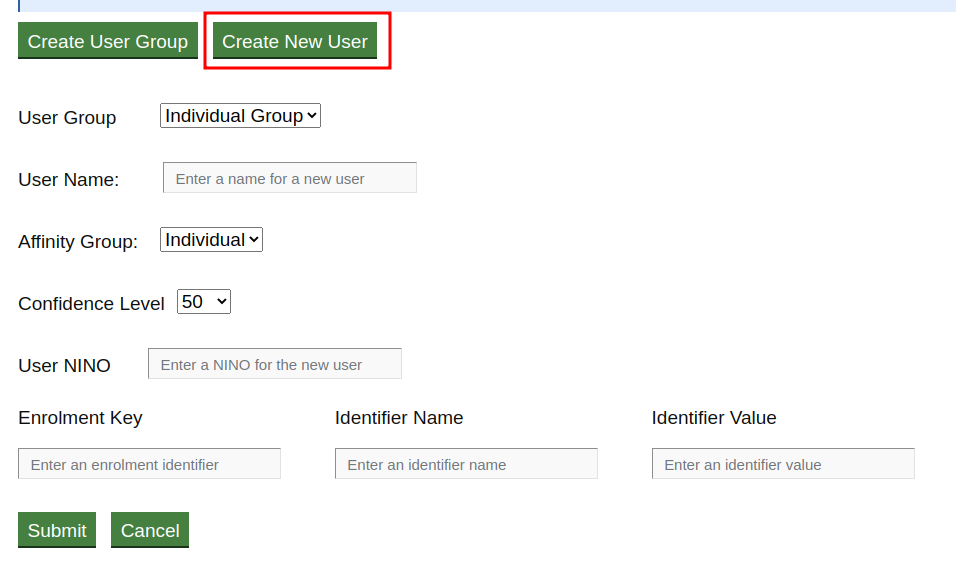 Create User Group Create New User
User Group Individual Group
User Name: Enter a name for a new user
Affinity Group: Individual
Confidence Level 50
User NINO Enter a NINO for the new user
Enrolment Key Identifier Name Identifier Value
Enter an enrolment identifier Enter an identifier name Enter an identifier value
Submit Cancel